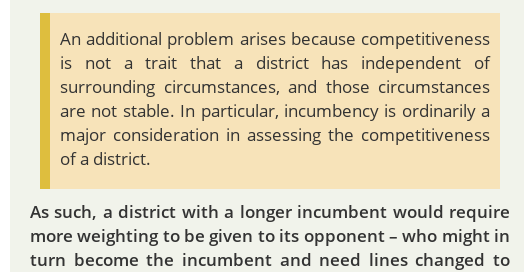 An additional problem arises because competitiveness
is not a trait that a district has independent of
surrounding circumstances, and those circumstances
are not stable. In particular, incumbency is ordinarily a
major consideration in assessing the competitiveness
of a district.
As such, a district with a longer incumbent would require
more weighting to be given to its opponent – who might in
turn become the incumbent and need lines changed to